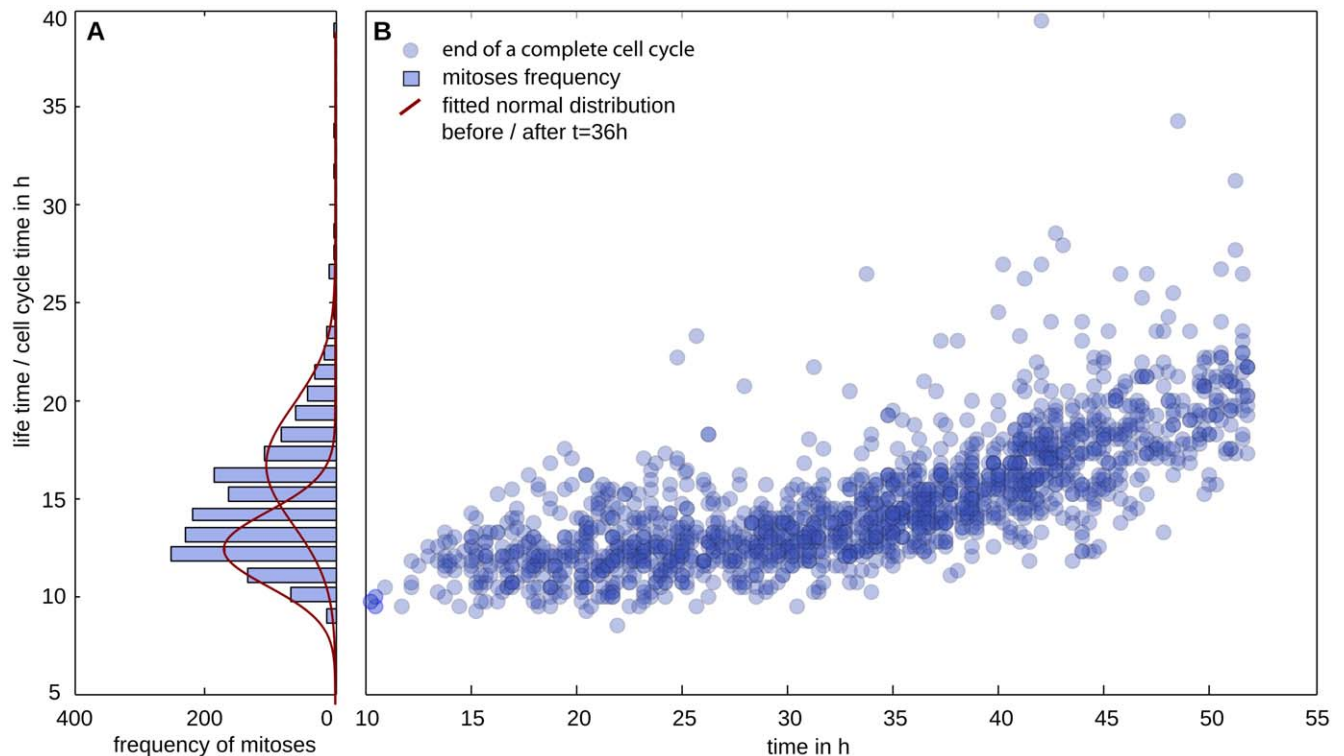 A
B
end of a complete cell cycle
mitoses frequency
fitted normal distribution
before / after t=36h
life time / cell cycle time in h
40
35
30
25
20
15
10
5
400
200
0
frequency of mitoses
10
15
20
25
30
35
40
45
50
55
time in h